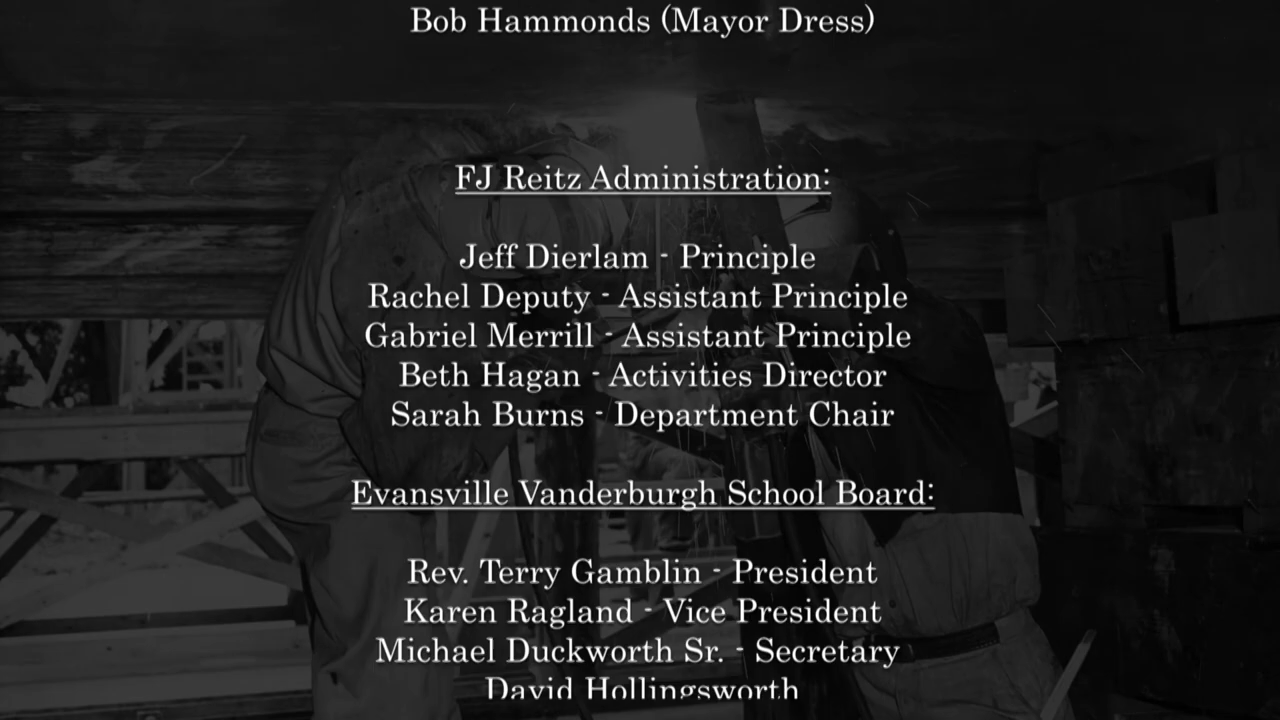 Bob Hammonds (Mayor Dress)
FJ Reitz Administration:
Jeff Dierlam - Principle
Rachel Deputy - Assistant Principle
Gabriel Merrill - Assistant Principle
Beth Hagan - Activities Director
Sarah Burns - Department Chair
Evansville Vanderburgh School Board:
Rev. Terry Gamblin - President
Karen Ragland - Vice President
Michael Duckworth Sr. - Secretary
David Hollingsworth